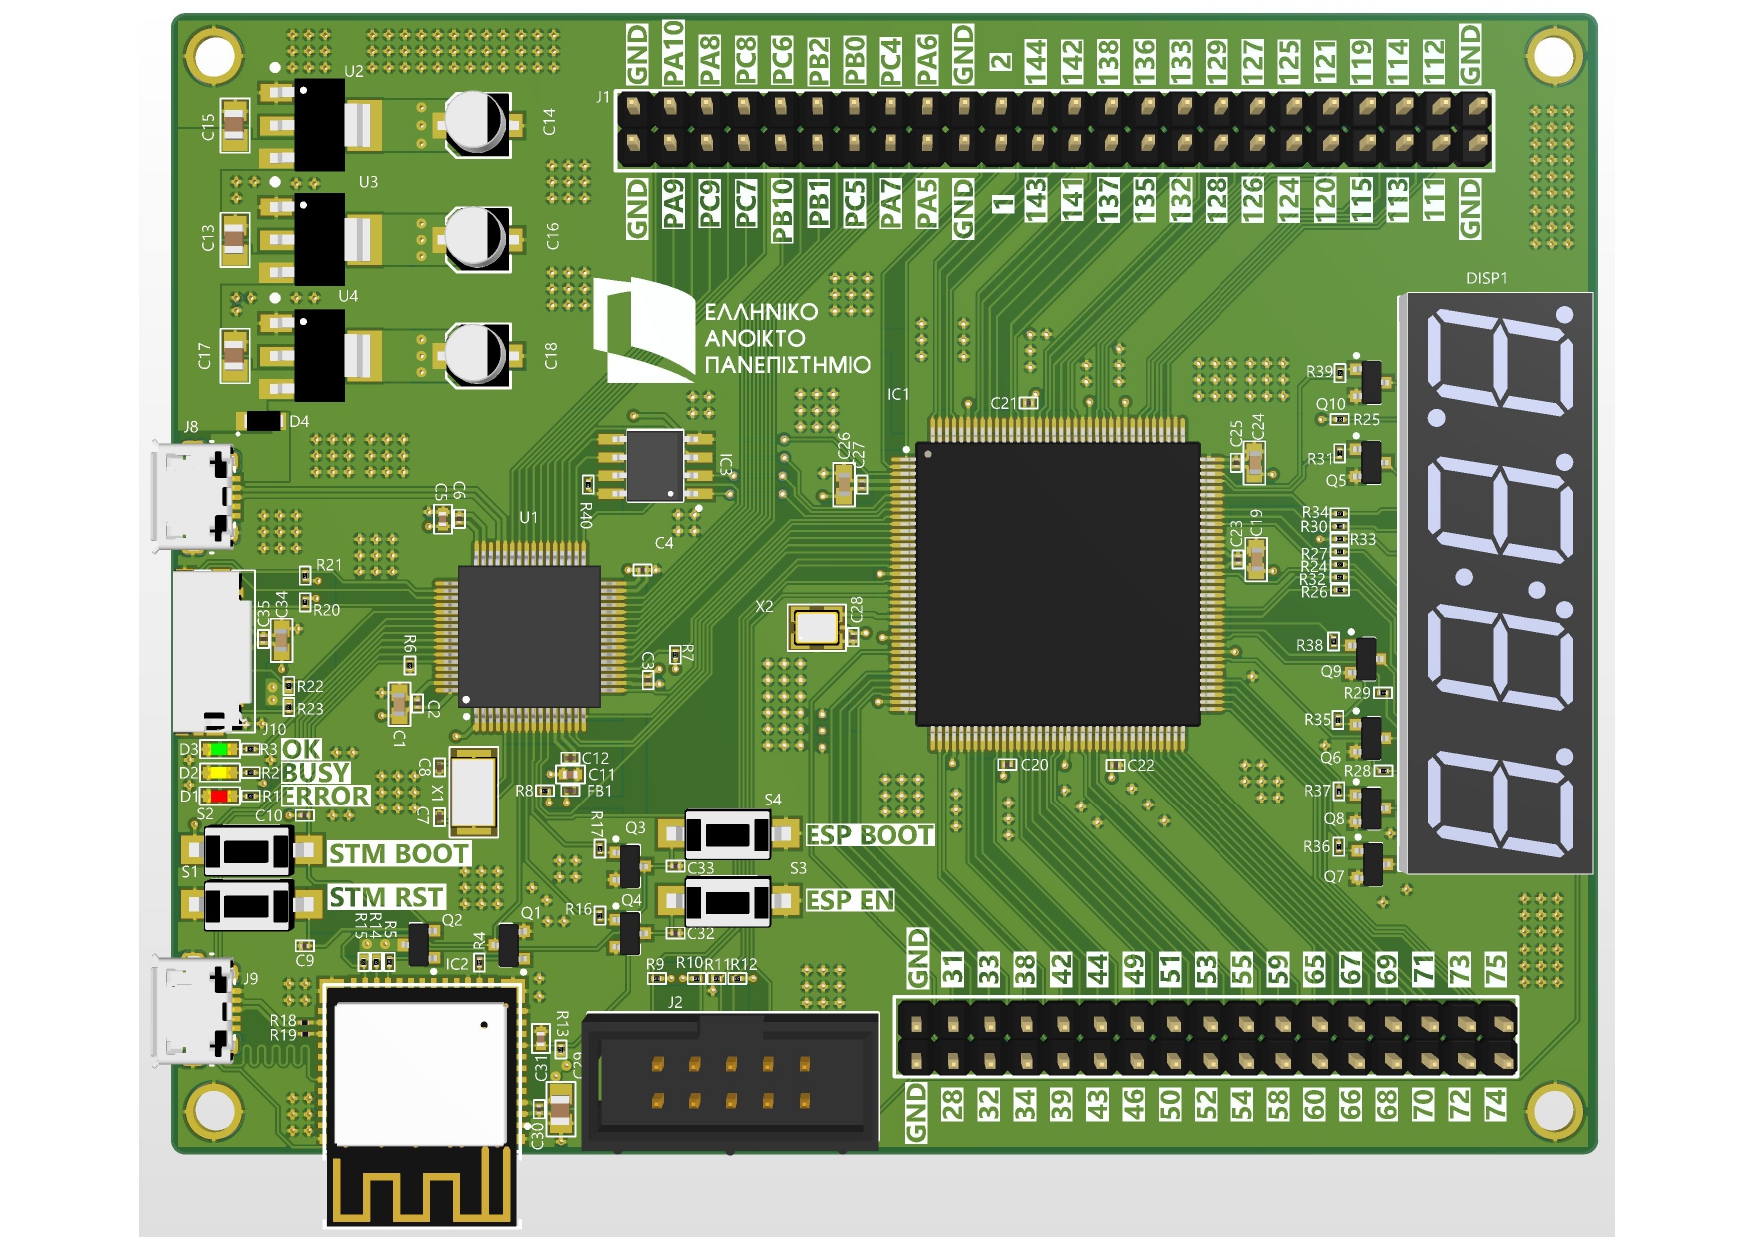 GND PA10 PA8 PC8 PC6 PB2 PB0 PC4 PA6 GND 2 144 142 138 136 133 129 127 125 121 119 114 112 GND
J1
GND PA9 PC9 PC7 PB10 PB1 PC5 PA7 PA5 GND 1 143 141 137 135 132 128 126 124 120 115 113 111 GND
U2
C15
C14
U3
C13
C16
U4
C17
C18
D4
J8
ΕΛΛΗΝΙΚΟ
ΑΝΟΙΚΤΟ
ΠΑΝΕΠΙΣΤΗΜΙΟ
DISP1
IC1
C21
R39
Q10
R25
R31
Q5
C25
C24
C26
C27
IC3
R40
C5
C6
U1
C4
R34
R30
R33
R27
R24
R32
R26
C23
C19
R21
R20
C35
C34
X2
C28
R6
R7
C3
R38
Q9
R29
R22
R23
J10
C2
C1
R35
Q6
R28
D3 R3 OK
D2 R2 BUSY
D1 R1 ERROR
S2
C10
C8
X1
C7
C12
C11
R8
FB1
C20
C22
R37
Q8
R36
Q7
S4
R17
Q3
ESP BOOT
STM BOOT
S1
C33
S3
STM RST
Q4
R16
ESP EN
C32
R15
R14
R5
Q2
Q1
R4
C9
IC2
J9
R9
R10
R11
R12
J2
R18
R19
R13
C31
C30
GND 31 33 38 42 44 49 51 53 55 59 65 67 69 71 73 75
GND 28 32 34 39 43 46 50 52 54 58 60 66 68 70 72 74